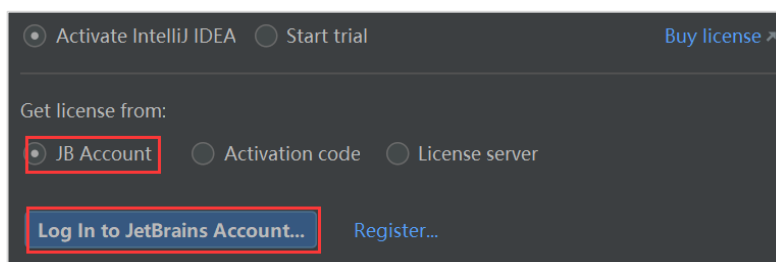 Activate IntelliJ IDEA Start trial Buy license
Get license from:
JB Account Activation code License server
Log In to JetBrains Account... Register...